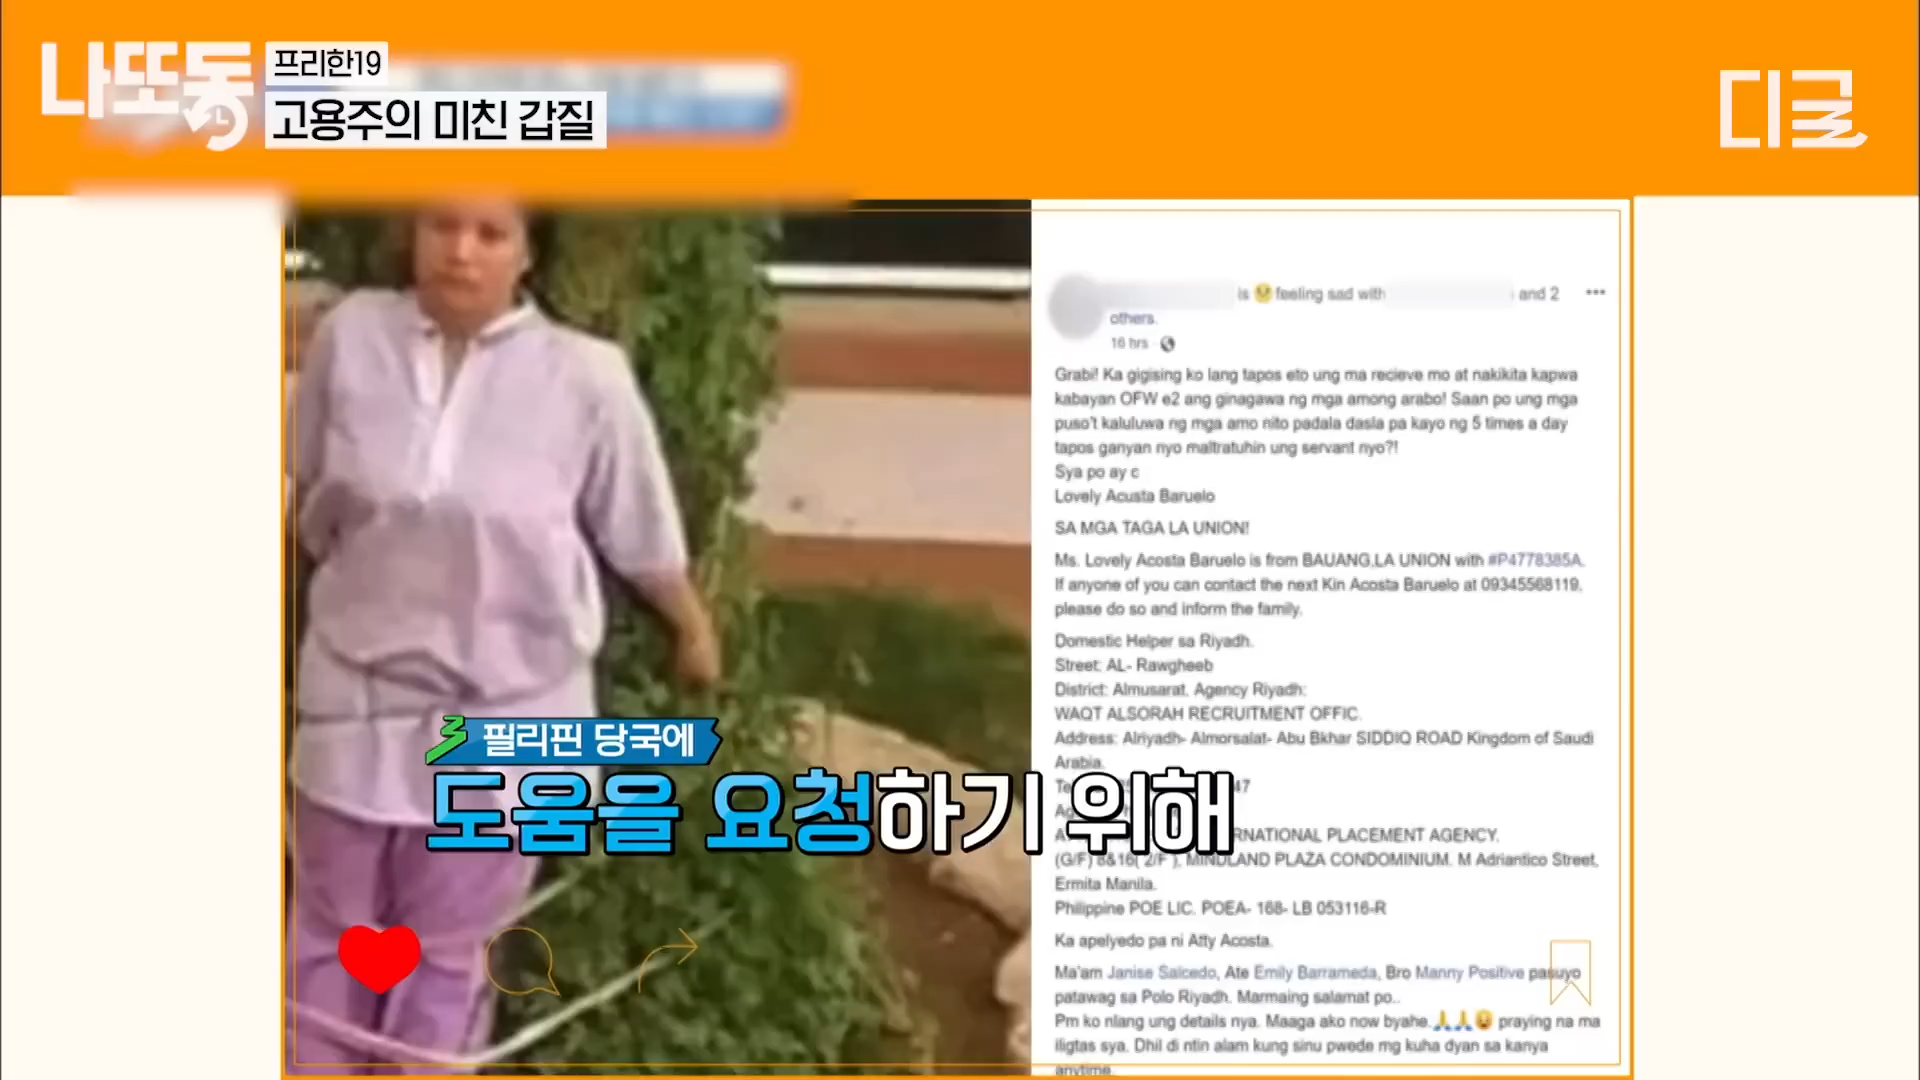 나또동
프리한19
고용주의 미친 갑질
디글
is feeling sad with and 2
others.
16 hrs
Grabi! Ka gigising ko lang tapos eto ung ma recieve mo at nakikita kapwa
kabayan OFW e2 ang ginagawa ng mga among arabo! Saan po ung mga
puso't kaluluwa ng mga amo nito padala dasla pa kayo ng 5 times a day
tapos ganyan nyo maltratuhin ung servant nyo?!
Sya po ay c
Lovely Acusta Baruelo
SA MGA TAGA LA UNION!
Ms. Lovely Acosta Baruelo is from BAUANG,LA UNION with #P4778385A.
If anyone of you can contact the next Kin Acosta Baruelo at 09345568119,
please do so and inform the family.
Domestic Helper sa Riyadh.
Street: AL- Rawgheeb
District: Almusarat. Agency Riyadh:
WAQT ALSORAH RECRUITMENT OFFIC.
Address: Alriyadh- Almorsalat- Abu Bkhar SIDDIQ ROAD Kingdom of Saudi
Arabia.
47
3 필리핀 당국에
도움을 요청하기 위해
RNATIONAL PLACEMENT AGENCY.
(G/F) 8&16( 2/F ), MINDLAND PLAZA CONDOMINIUM. M Adriantico Street,
Ermita Manila.
Philippine POE LIC. POEA- 168- LB 053116-R
Ka apelyedo pa ni Atty Acosta.
Ma'am Janise Salcedo, Ate Emily Barrameda, Bro Manny Positive pasuyo
patawag sa Polo Riyadh. Marmaing salamat po..
Pm ko nlang ung details nya. Maaga ako now byahe. praying na ma
iligtas sya. Dhil di ntin alam kung sinu pwede mg kuha dyan sa kanya
anytime.